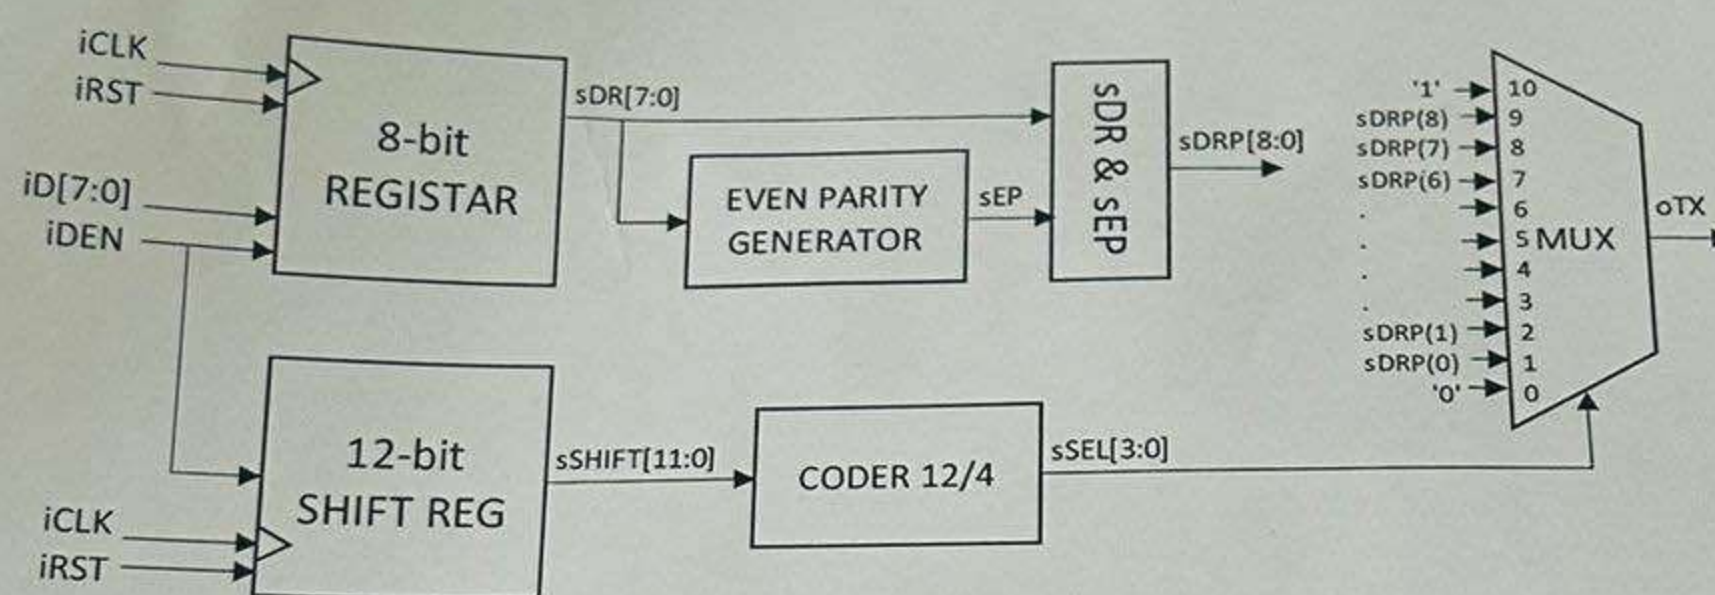 iCLK
iRST
iD[7:0]
iDEN
8-bit
REGISTAR
sDR[7:0]
EVEN PARITY
GENERATOR
sEP
sDR & sEP
sDRP[8:0]
'1'
sDRP(8)
sDRP(7)
sDRP(6)
.
.
.
.
sDRP(1)
sDRP(0)
'0'
10
9
8
7
6
5
4
3
2
1
0
MUX
oTX
iCLK
iRST
12-bit
SHIFT REG
sSHIFT[11:0]
CODER 12/4
sSEL[3:0]